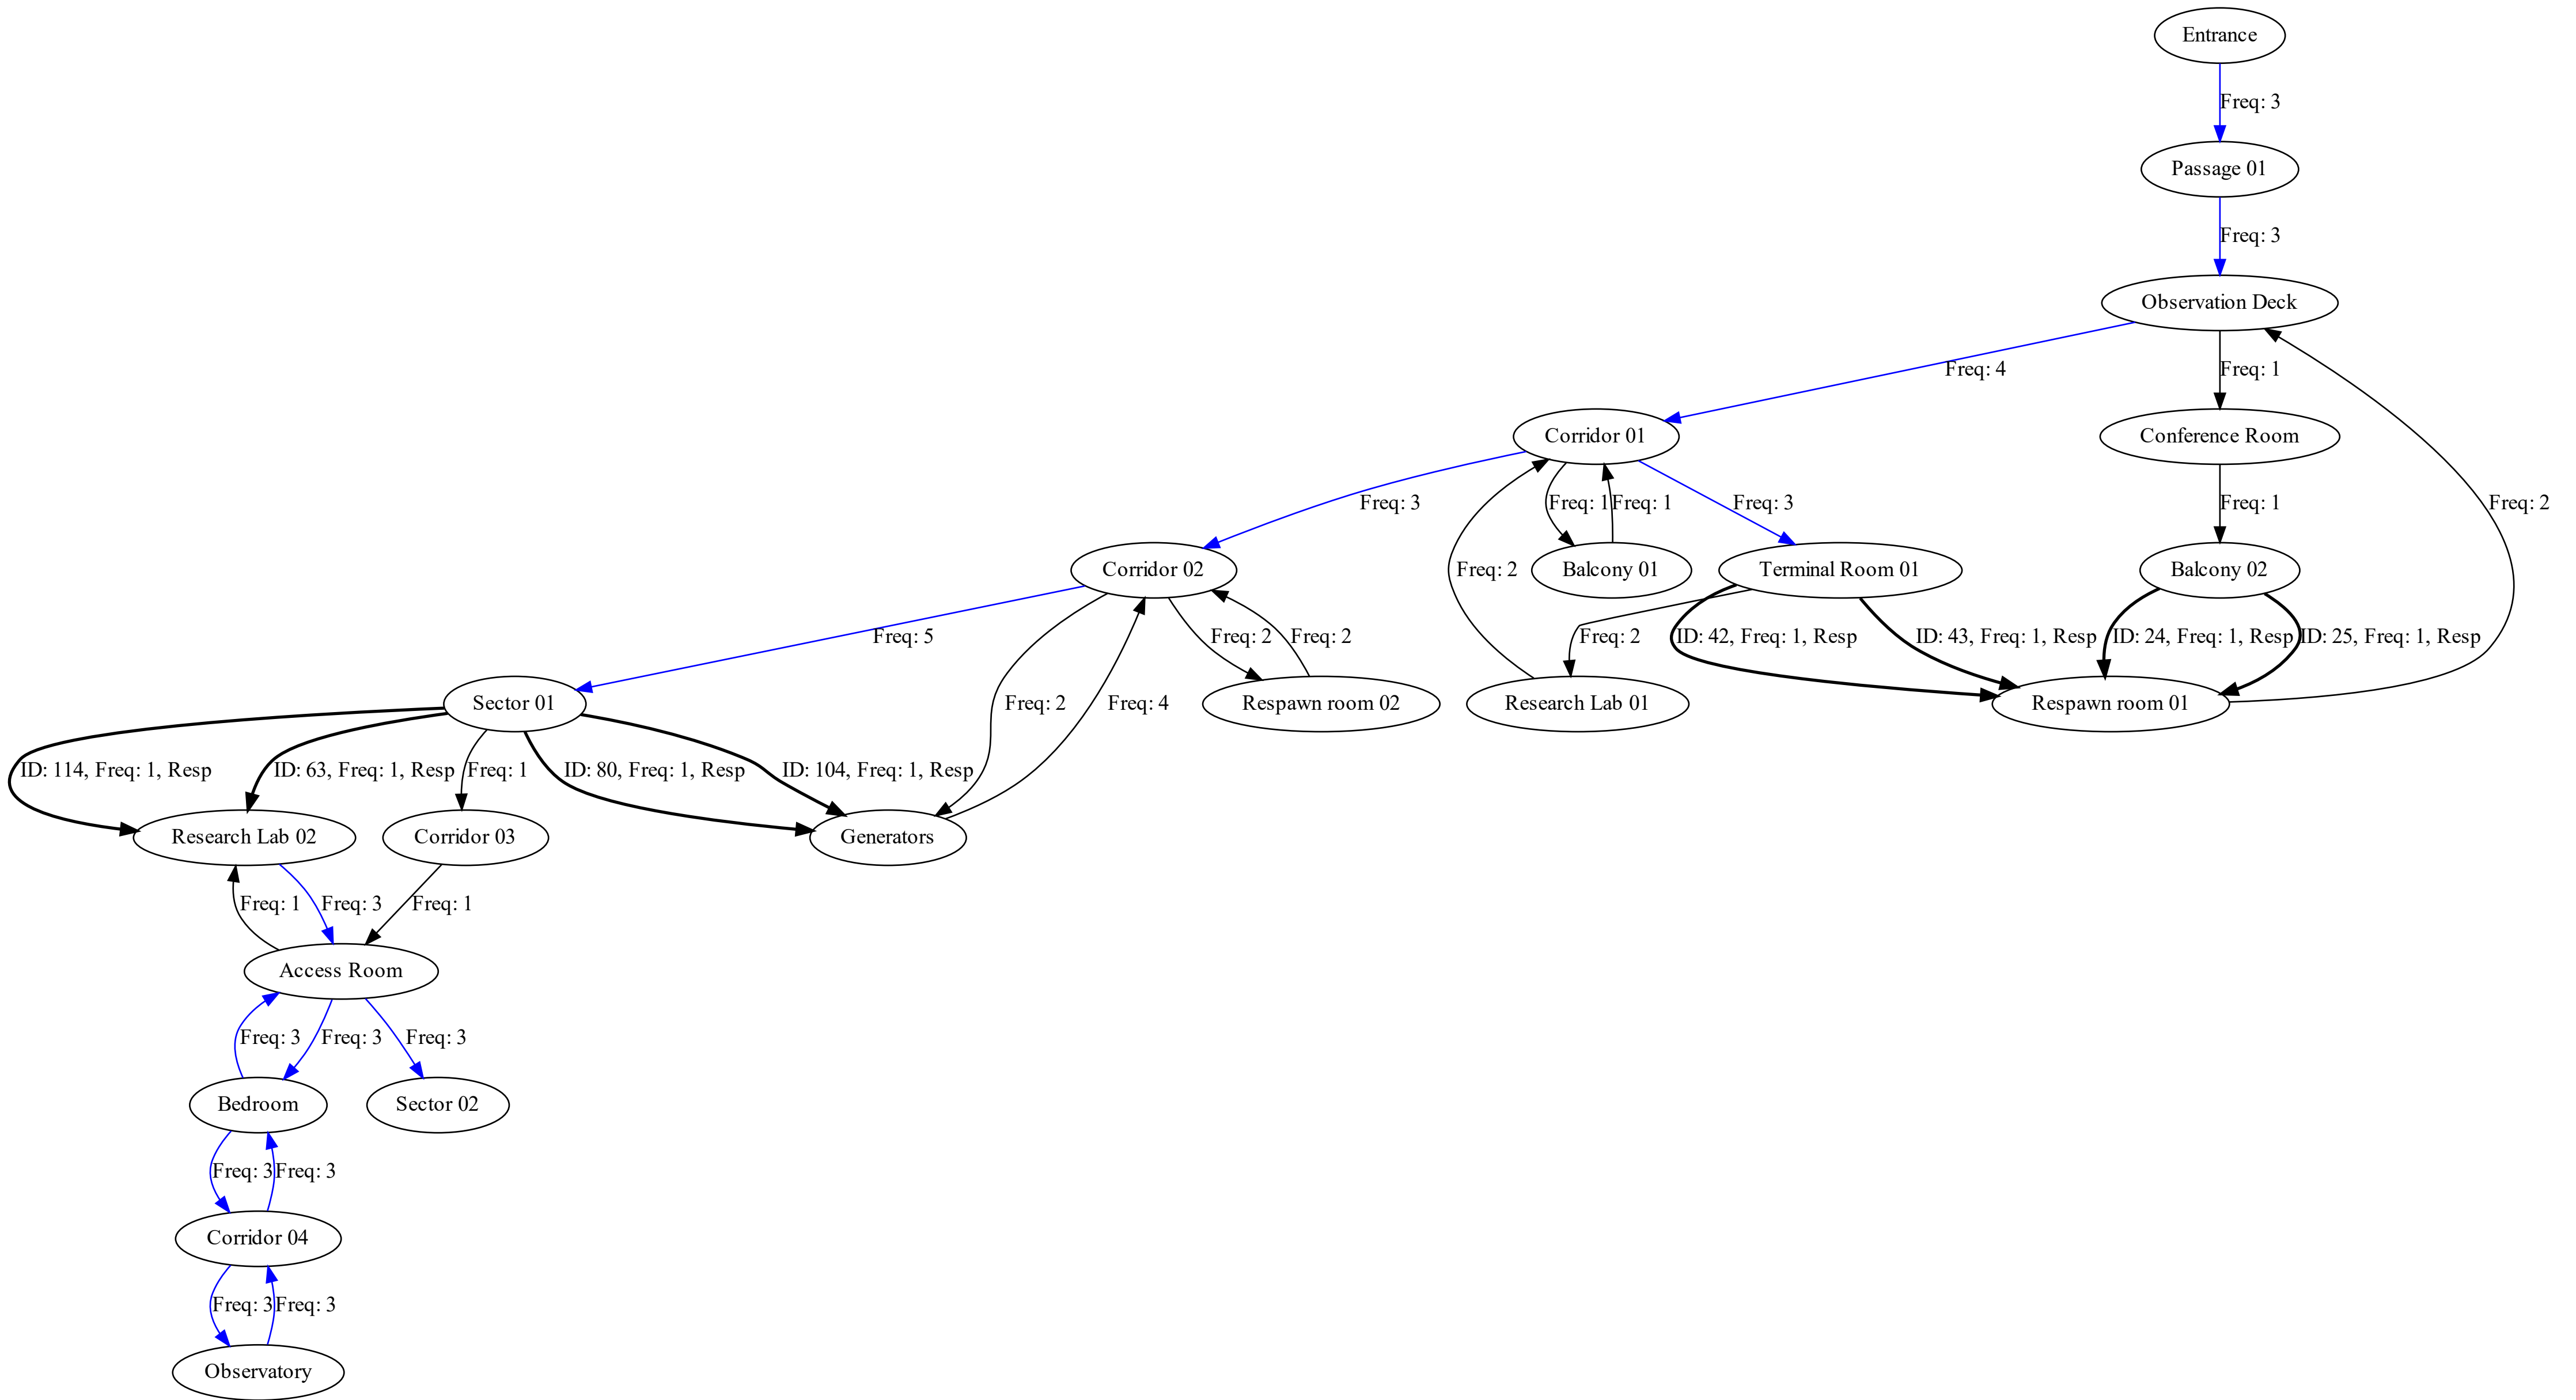 Entrance
Freq: 3
Passage 01
Freq: 3
Observation Deck
Freq: 4
Freq: 1
Corridor 01
Conference Room
Freq: 3
Freq: 1
Freq: 1
Freq: 3
Freq: 1
Freq: 2
Corridor 02
Freq: 2
Balcony 01
Terminal Room 01
Balcony 02
Freq: 5
Freq: 2
Freq: 2
Freq: 2
ID: 42, Freq: 1, Resp
ID: 43, Freq: 1, Resp
ID: 24, Freq: 1, Resp
ID: 25, Freq: 1, Resp
Sector 01
Freq: 2
Freq: 4
Respawn room 02
Research Lab 01
Respawn room 01
ID: 114, Freq: 1, Resp
ID: 63, Freq: 1, Resp
Freq: 1
ID: 80, Freq: 1, Resp
ID: 104, Freq: 1, Resp
Research Lab 02
Corridor 03
Generators
Freq: 1
Freq: 3
Freq: 1
Access Room
Freq: 3
Freq: 3
Freq: 3
Bedroom
Sector 02
Freq: 3
Freq: 3
Corridor 04
Freq: 3
Freq: 3
Observatory